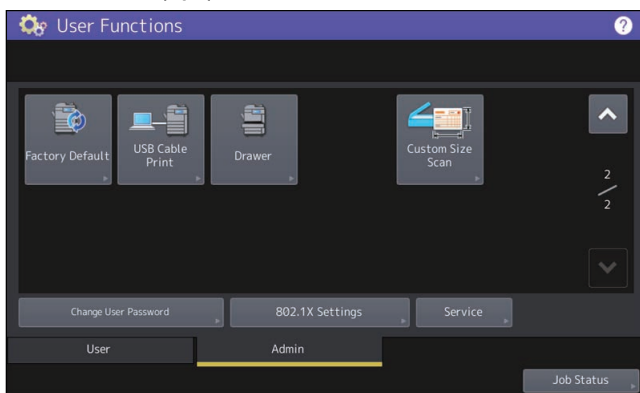 User Functions
?
Factory Default
USB Cable
Print
Drawer
Custom Size
Scan
2
2
Change User Password
802.1X Settings
Service
User
Admin
Job Status